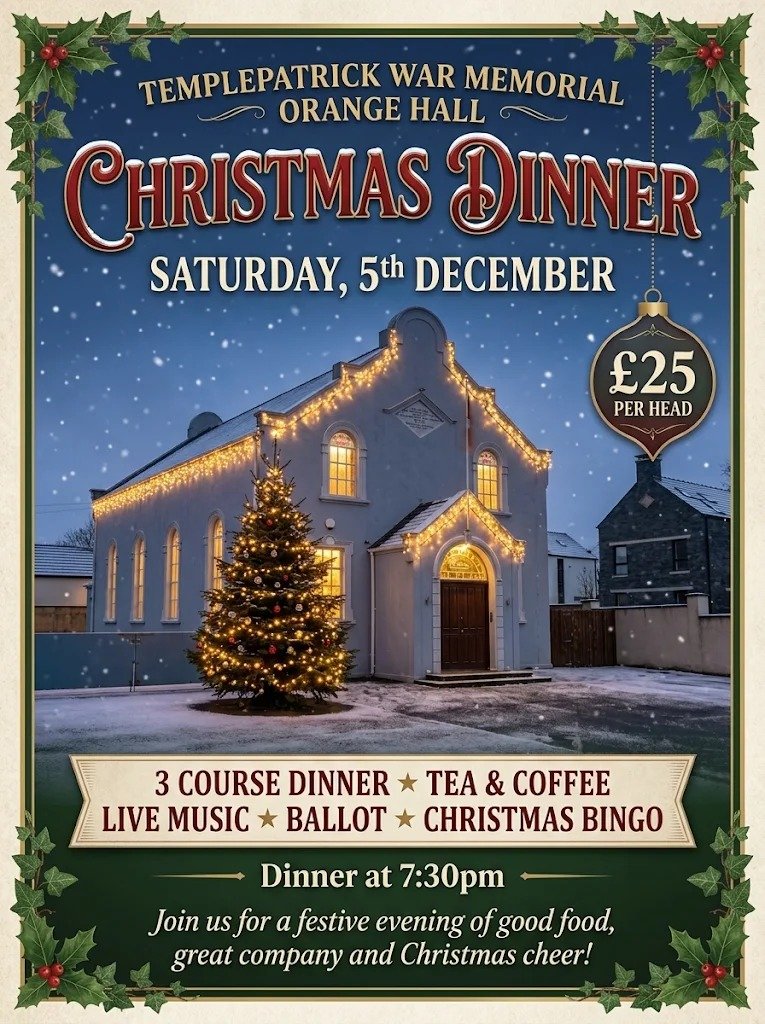 TEMPLEPATRICK WAR MEMORIAL
ORANGE HALL
CHRISTMAS DINNER
SATURDAY, 5th DECEMBER
£25
PER HEAD
3 COURSE DINNER ★ TEA & COFFEE
LIVE MUSIC ★ BALLOT ★ CHRISTMAS BINGO
Dinner at 7:30pm
Join us for a festive evening of good food,
great company and Christmas cheer!